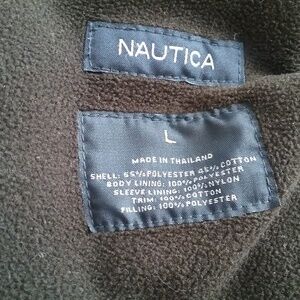 NAUTICA
L
MADE IN THAILAND
SHELL: 55% POLYESTER 45% COTTON
BODY LINING: 100% POLYESTER
SLEEVE LINING: 100% NYLON
TRIM: 100% COTTON
FILLING: 100% POLYESTER